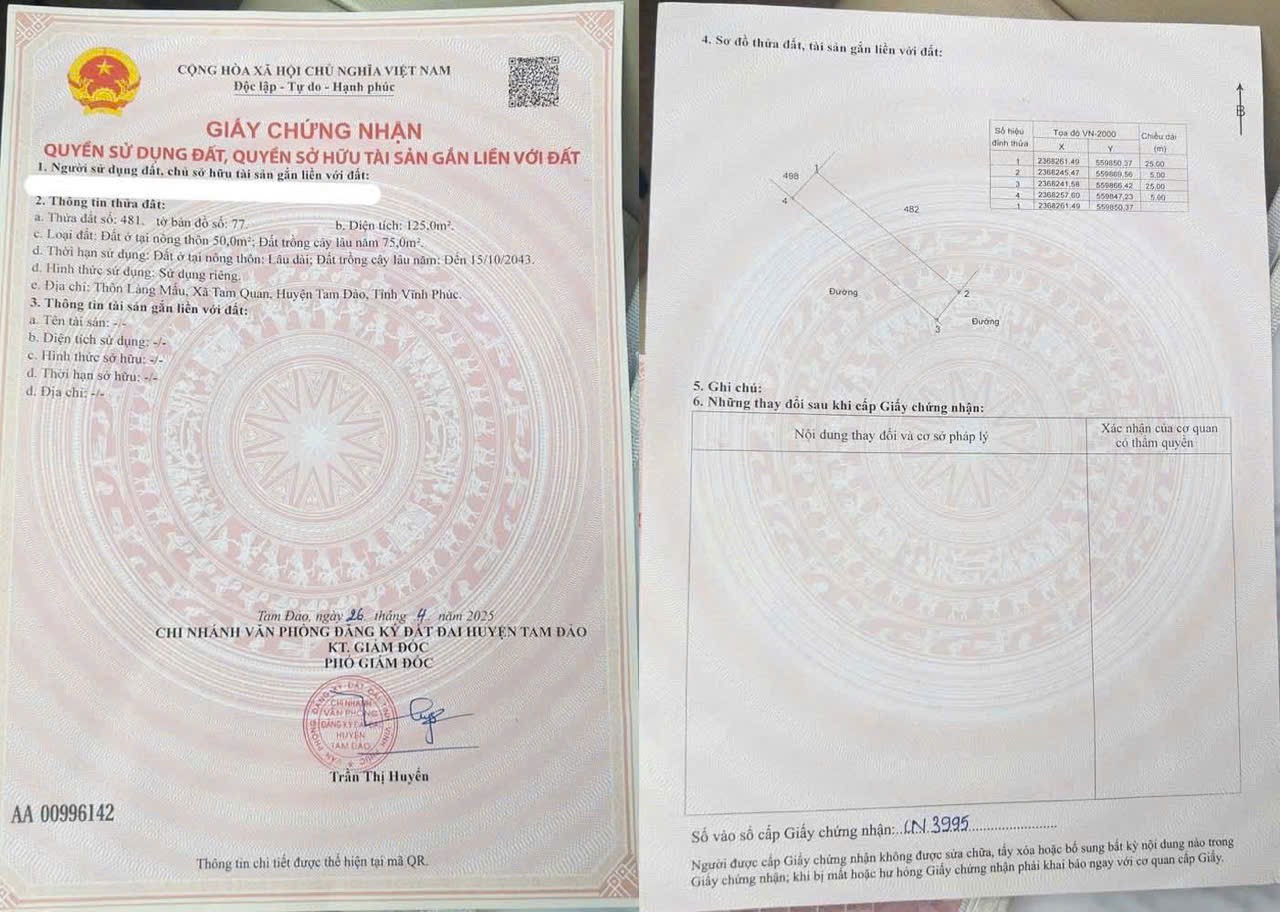 CỘNG HÒA XÃ HỘI CHỦ NGHĨA VIỆT NAM
Độc lập - Tự do - Hạnh phúc
GIẤY CHỨNG NHẬN
QUYỀN SỬ DỤNG ĐẤT, QUYỀN SỞ HỮU TÀI SẢN GẮN LIỀN VỚI ĐẤT
1. Người sử dụng đất, chủ sở hữu tài sản gắn liền với đất:
2. Thông tin thửa đất:
a. Thửa đất số: 481. tờ bản đồ số: 77. b. Diện tích: 125,0m².
c. Loại đất: Đất ở tại nông thôn 50,0m²; Đất trồng cây lâu năm 75,0m².
d. Thời hạn sử dụng: Đất ở tại nông thôn: Lâu dài; Đất trồng cây lâu năm: Đến 15/10/2043.
đ. Hình thức sử dụng: Sử dụng riêng.
e. Địa chỉ: Thôn Làng Mấu, Xã Tam Quan, Huyện Tam Đảo, Tỉnh Vĩnh Phúc.
3. Thông tin tài sản gắn liền với đất:
a. Tên tài sản: -/-
b. Diện tích sử dụng: -/-
c. Hình thức sở hữu: -/-
d. Thời hạn sở hữu: -/-
đ. Địa chỉ: -/-
Tam Đảo, ngày 26 tháng 4 năm 2025
CHI NHÁNH VĂN PHÒNG ĐĂNG KÝ ĐẤT ĐAI HUYỆN TAM ĐẢO
KT. GIÁM ĐỐC
PHÓ GIÁM ĐỐC
CHI NHÁNH
VĂN PHÒNG
ĐĂNG KÝ ĐẤT ĐAI
HUYỆN
TAM ĐẢO
Trần Thị Huyền
AA 00996142
Thông tin chi tiết được thể hiện tại mã QR.
4. Sơ đồ thửa đất, tài sản gắn liền với đất:
B
Số hiệu đỉnh thửa Tọa độ VN-2000 Chiều dài (m)
X Y
1 2368261.49 559850.37 25.00
2 2368245.47 559869.56 5.00
3 2368241.58 559866.42 25.00
4 2368257.60 559847.23 5.00
1 2368261.49 559850.37
1
498
4
482
Đường
2
Đường
3
5. Ghi chú:
6. Những thay đổi sau khi cấp Giấy chứng nhận:
Nội dung thay đổi và cơ sở pháp lý
Xác nhận của cơ quan
có thẩm quyền
Số vào sổ cấp Giấy chứng nhận:..CN.3995........................
Người được cấp Giấy chứng nhận không được sửa chữa, tẩy xóa hoặc bổ sung bất kỳ nội dung nào trong
Giấy chứng nhận; khi bị mất hoặc hư hỏng Giấy chứng nhận phải khai báo ngay với cơ quan cấp Giấy.